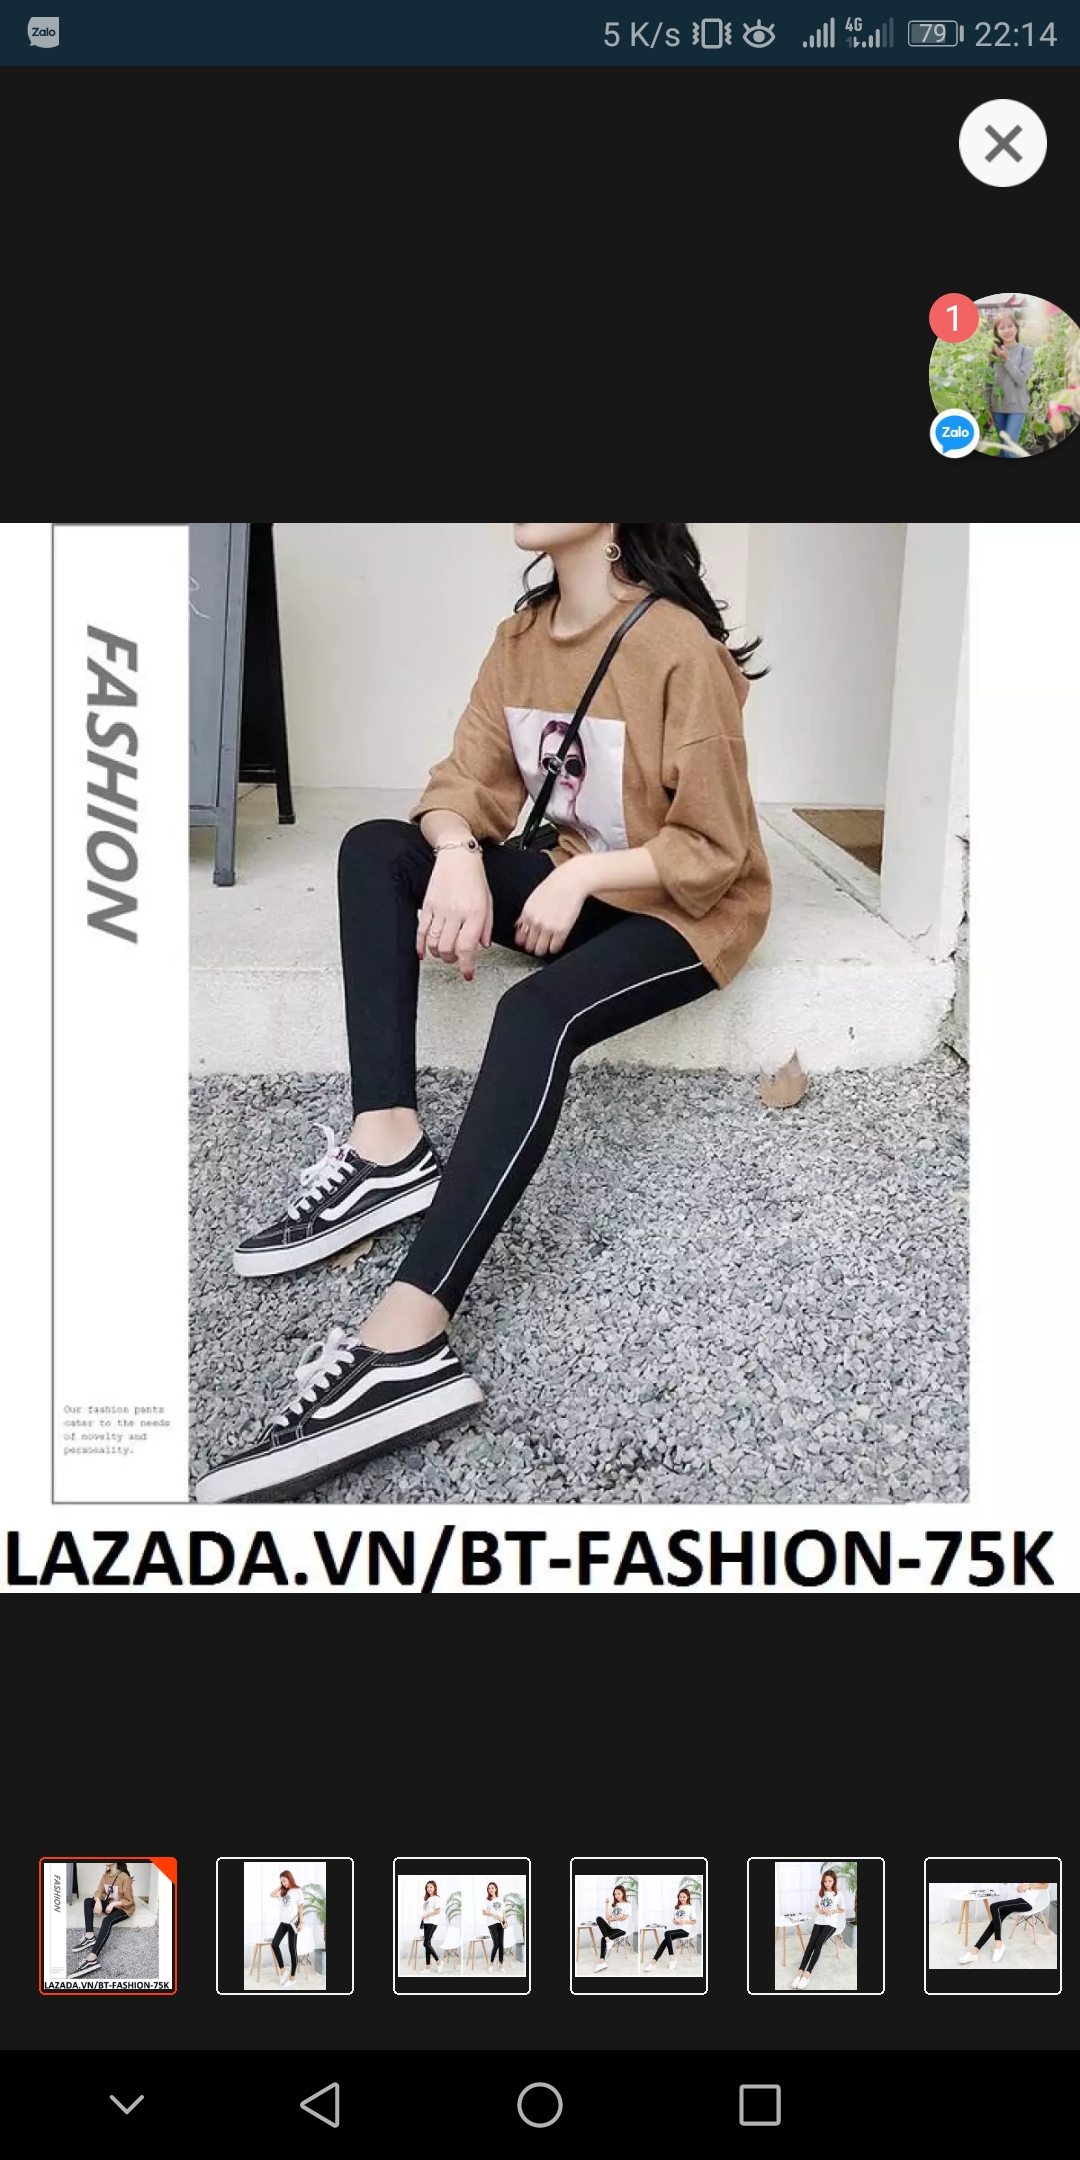 Zalo
5 K/s 4G 79 22:14
1
Zalo
FASHION
Our fashion pants
cater to the needs
of novelty and
personality.
LAZADA.VN/BT-FASHION-75K
FASHION
LAZADA.VN/BT-FASHION-75K